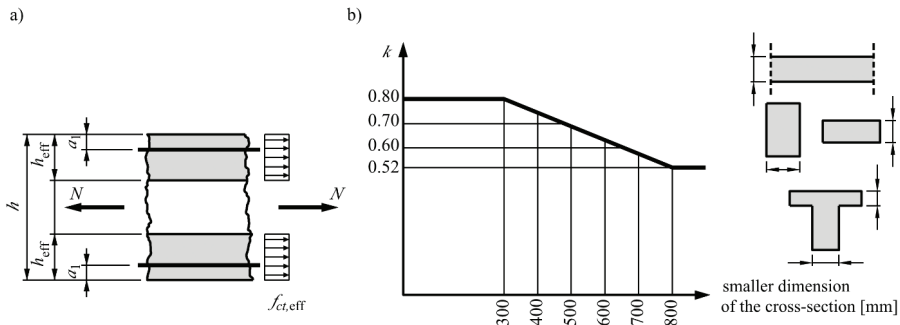 a)
h
h_eff
a_1
N
N
h_eff
a_1
f_ct,eff
b)
k
0.80
0.70
0.60
0.52
300
400
500
600
700
800
smaller dimension
of the cross-section [mm]